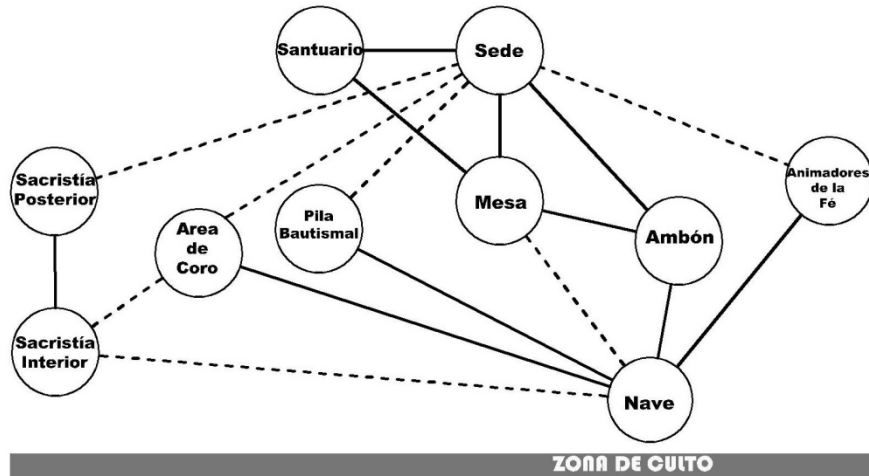 Santuario
Sede
Sacristía
Posterior
Area
de
Coro
Pila
Bautismal
Mesa
Ambón
Animadores
de la
Fé
Sacristía
Interior
Nave
ZONA DE CULTO